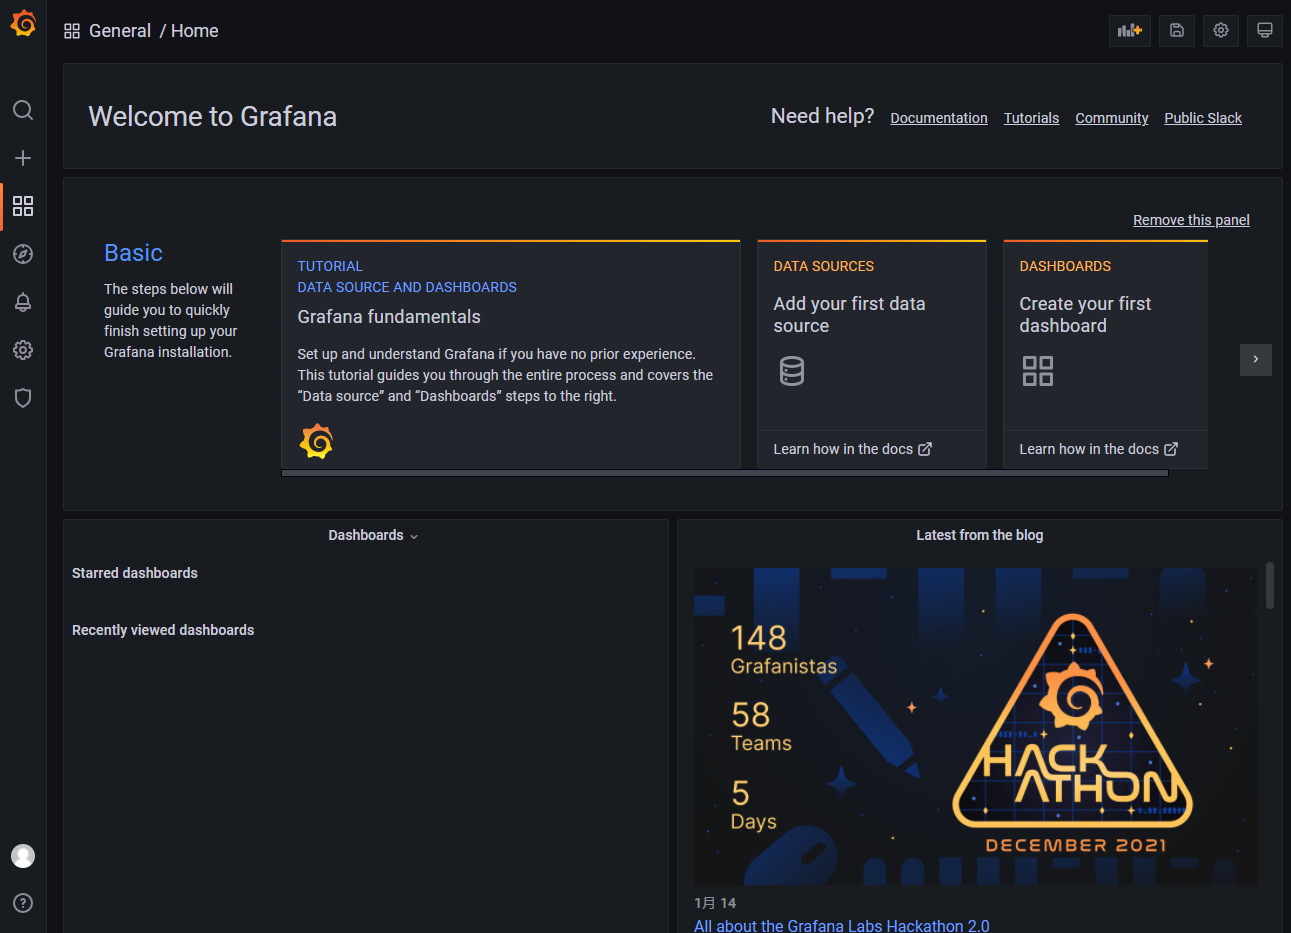 General / Home
Welcome to Grafana
Need help? Documentation Tutorials Community Public Slack
Remove this panel
Basic
The steps below will
guide you to quickly
finish setting up your
Grafana installation.
TUTORIAL
DATA SOURCE AND DASHBOARDS
Grafana fundamentals
Set up and understand Grafana if you have no prior experience.
This tutorial guides you through the entire process and covers the
“Data source” and “Dashboards” steps to the right.
DATA SOURCES
Add your first data
source
Learn how in the docs
DASHBOARDS
Create your first
dashboard
Learn how in the docs
Dashboards
Starred dashboards
Recently viewed dashboards
Latest from the blog
148
Grafanistas
58
Teams
5
Days
HACK
ATHON
DECEMBER 2021
1月 14
All about the Grafana Labs Hackathon 2.0